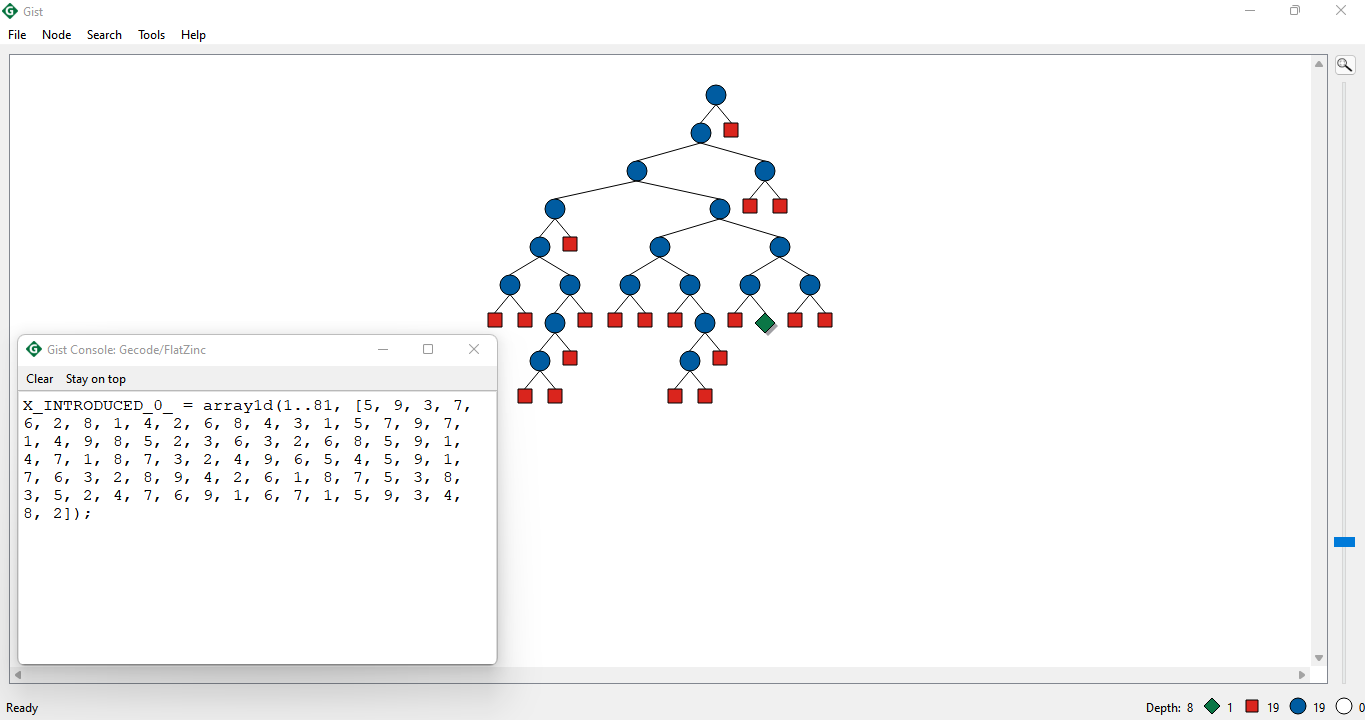 Gist
File Node Search Tools Help
Gist Console: Gecode/FlatZinc
Clear Stay on top
X_INTRODUCED_0_ = array1d(1..81, [5, 9, 3, 7,
6, 2, 8, 1, 4, 2, 6, 8, 4, 3, 1, 5, 7, 9, 7,
1, 4, 9, 8, 5, 2, 3, 6, 3, 2, 6, 8, 5, 9, 1,
4, 7, 1, 8, 7, 3, 2, 4, 9, 6, 5, 4, 5, 9, 1,
7, 6, 3, 2, 8, 9, 4, 2, 6, 1, 8, 7, 5, 3, 8,
3, 5, 2, 4, 7, 6, 9, 1, 6, 7, 1, 5, 9, 3, 4,
8, 2]);
Ready
Depth: 8 1 19 19 0